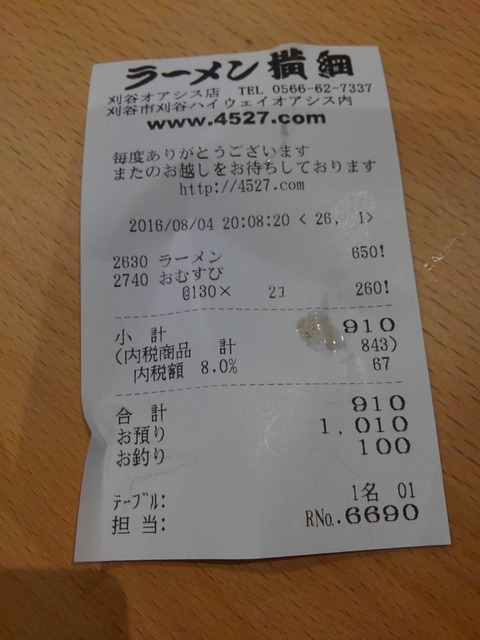 ラーメン 横綱
刈谷オアシス店 TEL 0566-62-7337
刈谷市刈谷ハイウェイオアシス内
www.4527.com
毎度ありがとうございます
またのお越しをお待ちしております
http://4527.com
2016/08/04 20:08:20 < 26, 1>
2630 ラーメン 650!
2740 おむすび
@130× 2コ 260!
小 計 910
(内税商品 計 843)
内税額 8.0% 67
合 計 910
お預り 1,010
お釣り 100
テーブル: 1名 01
担 当: RNo.6690